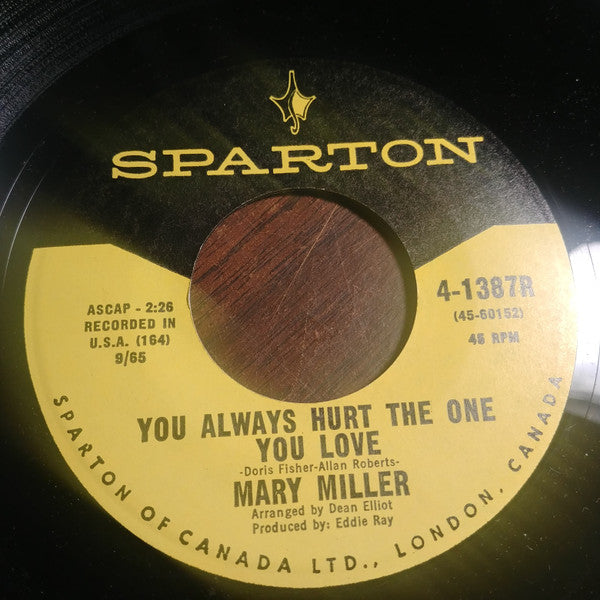 SPARTON
ASCAP - 2:26
RECORDED IN
U.S.A. (164)
9/65
4-1387R
(45-60152)
45 RPM
YOU ALWAYS HURT THE ONE
YOU LOVE
-Doris Fisher-Allan Roberts-
MARY MILLER
Arranged by Dean Elliot
Produced by: Eddie Ray
SPARTON OF CANADA LTD., LONDON, CANADA